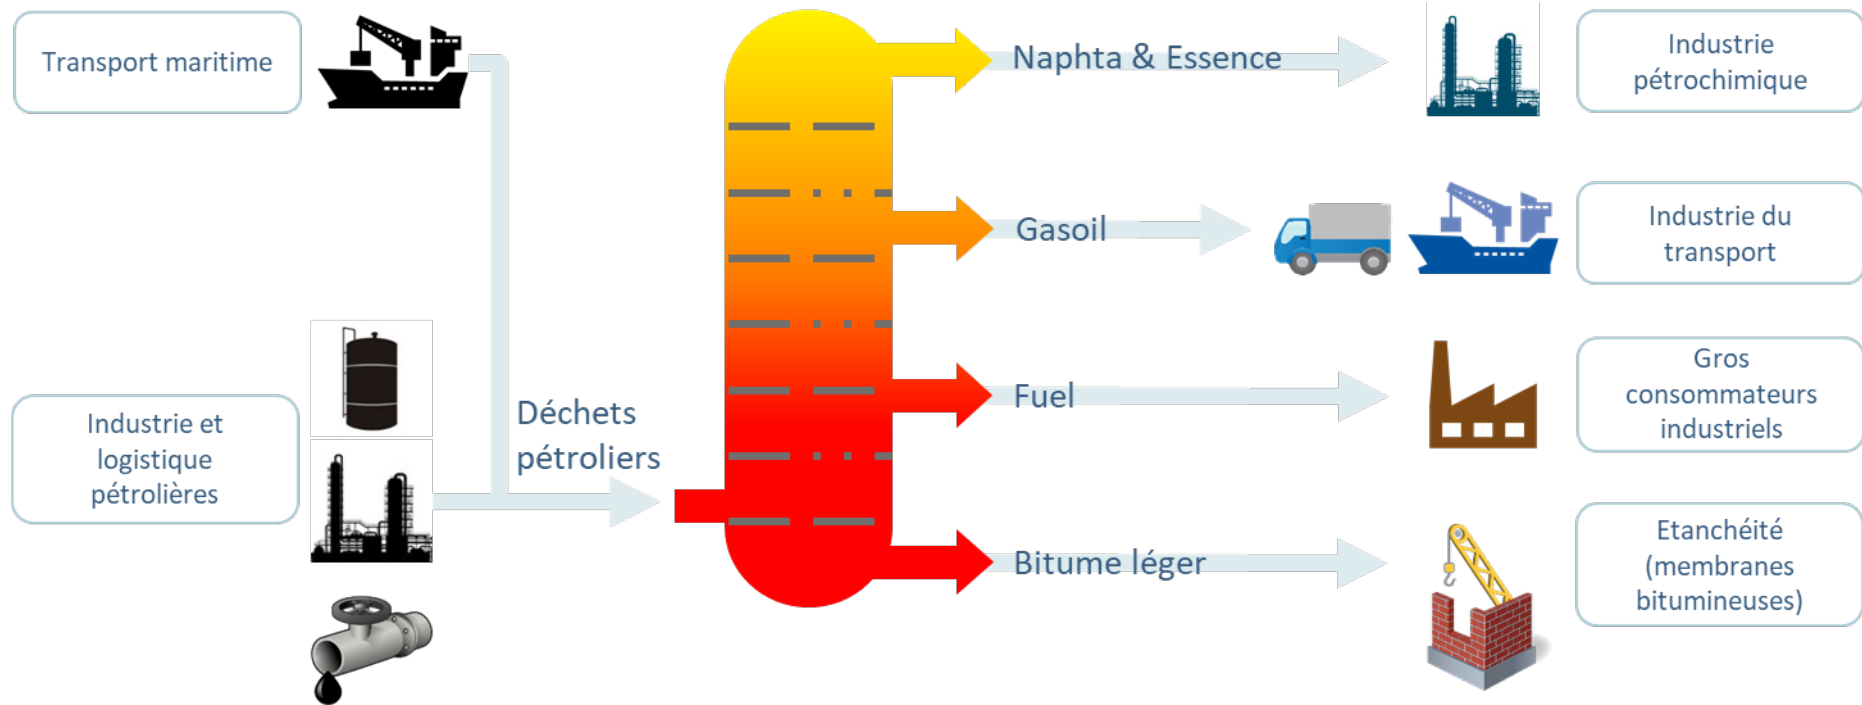 Transport maritime
Industrie et
logistique
pétrolières
Déchets
pétroliers
Naphta & Essence
Industrie
pétrochimique
Gasoil
Industrie du
transport
Fuel
Gros
consommateurs
industriels
Bitume léger
Etanchéité
(membranes
bitumineuses)